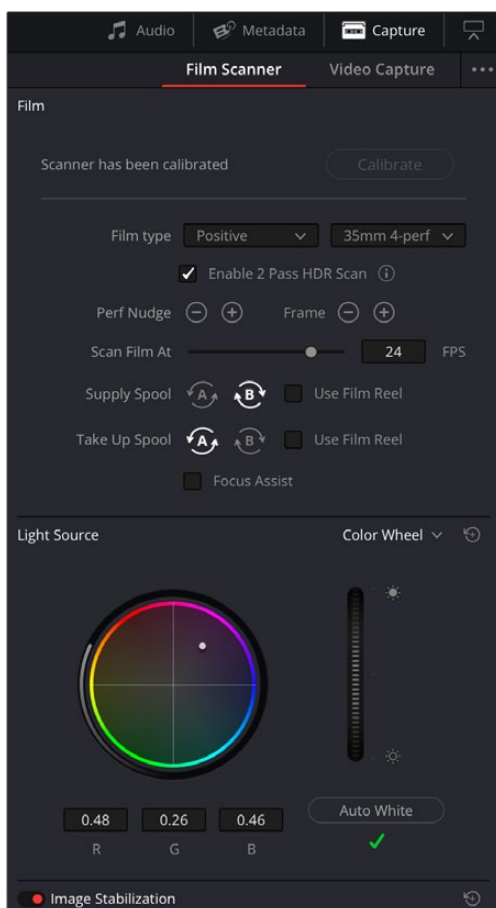 Audio Metadata Capture
Film Scanner Video Capture
Film
Scanner has been calibrated Calibrate
Film type Positive 35mm 4-perf
Enable 2 Pass HDR Scan
Perf Nudge Frame
Scan Film At 24 FPS
Supply Spool A B Use Film Reel
Take Up Spool A B Use Film Reel
Focus Assist
Light Source Color Wheel
Auto White
0.48 0.26 0.46
R G B
Image Stabilization